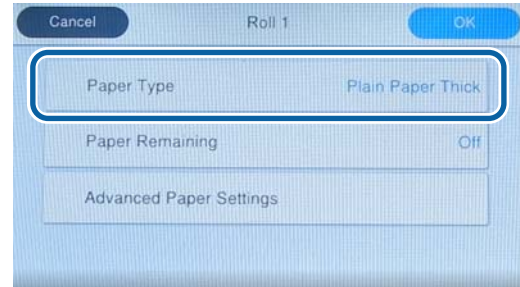 Cancel Roll 1 OK
Paper Type Plain Paper Thick
Paper Remaining Off
Advanced Paper Settings